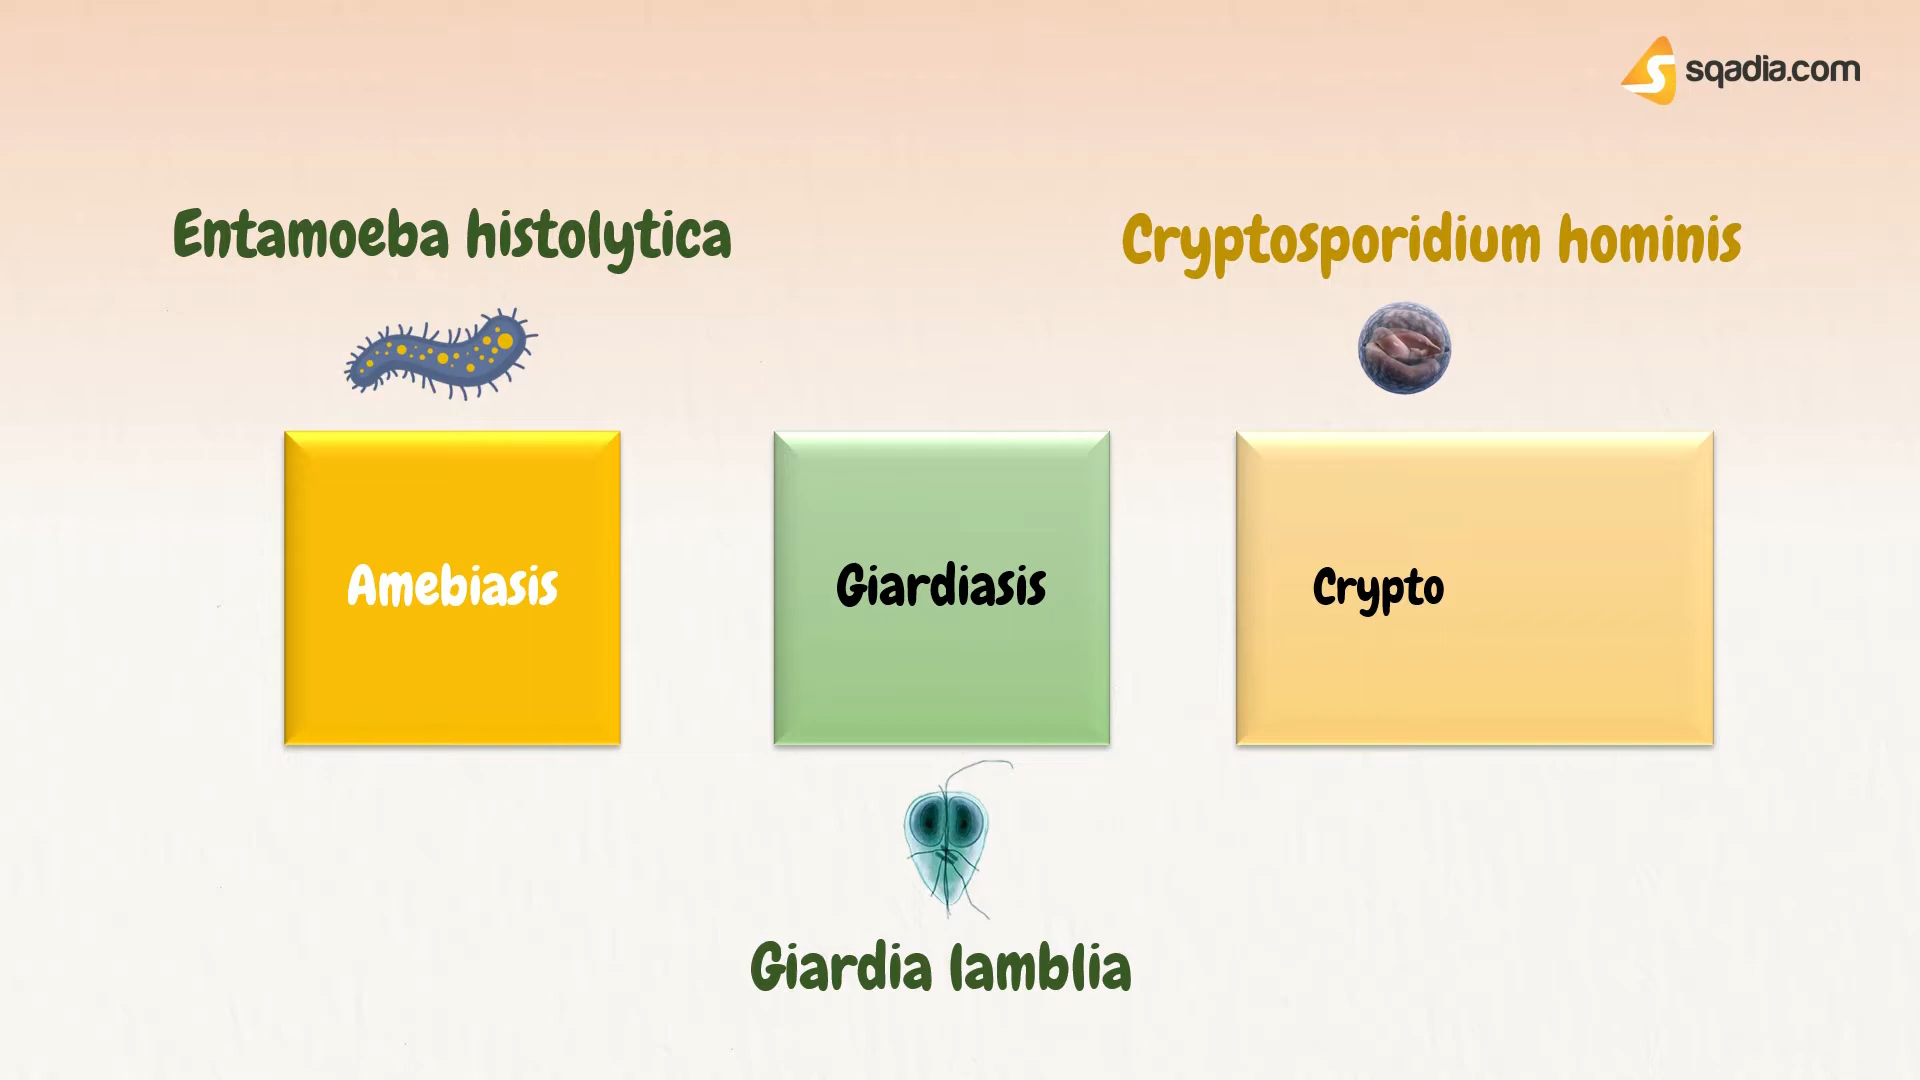 sqadia.com
Entamoeba histolytica
Cryptosporidium hominis
Amebiasis
Giardiasis
Crypto
Giardia lamblia